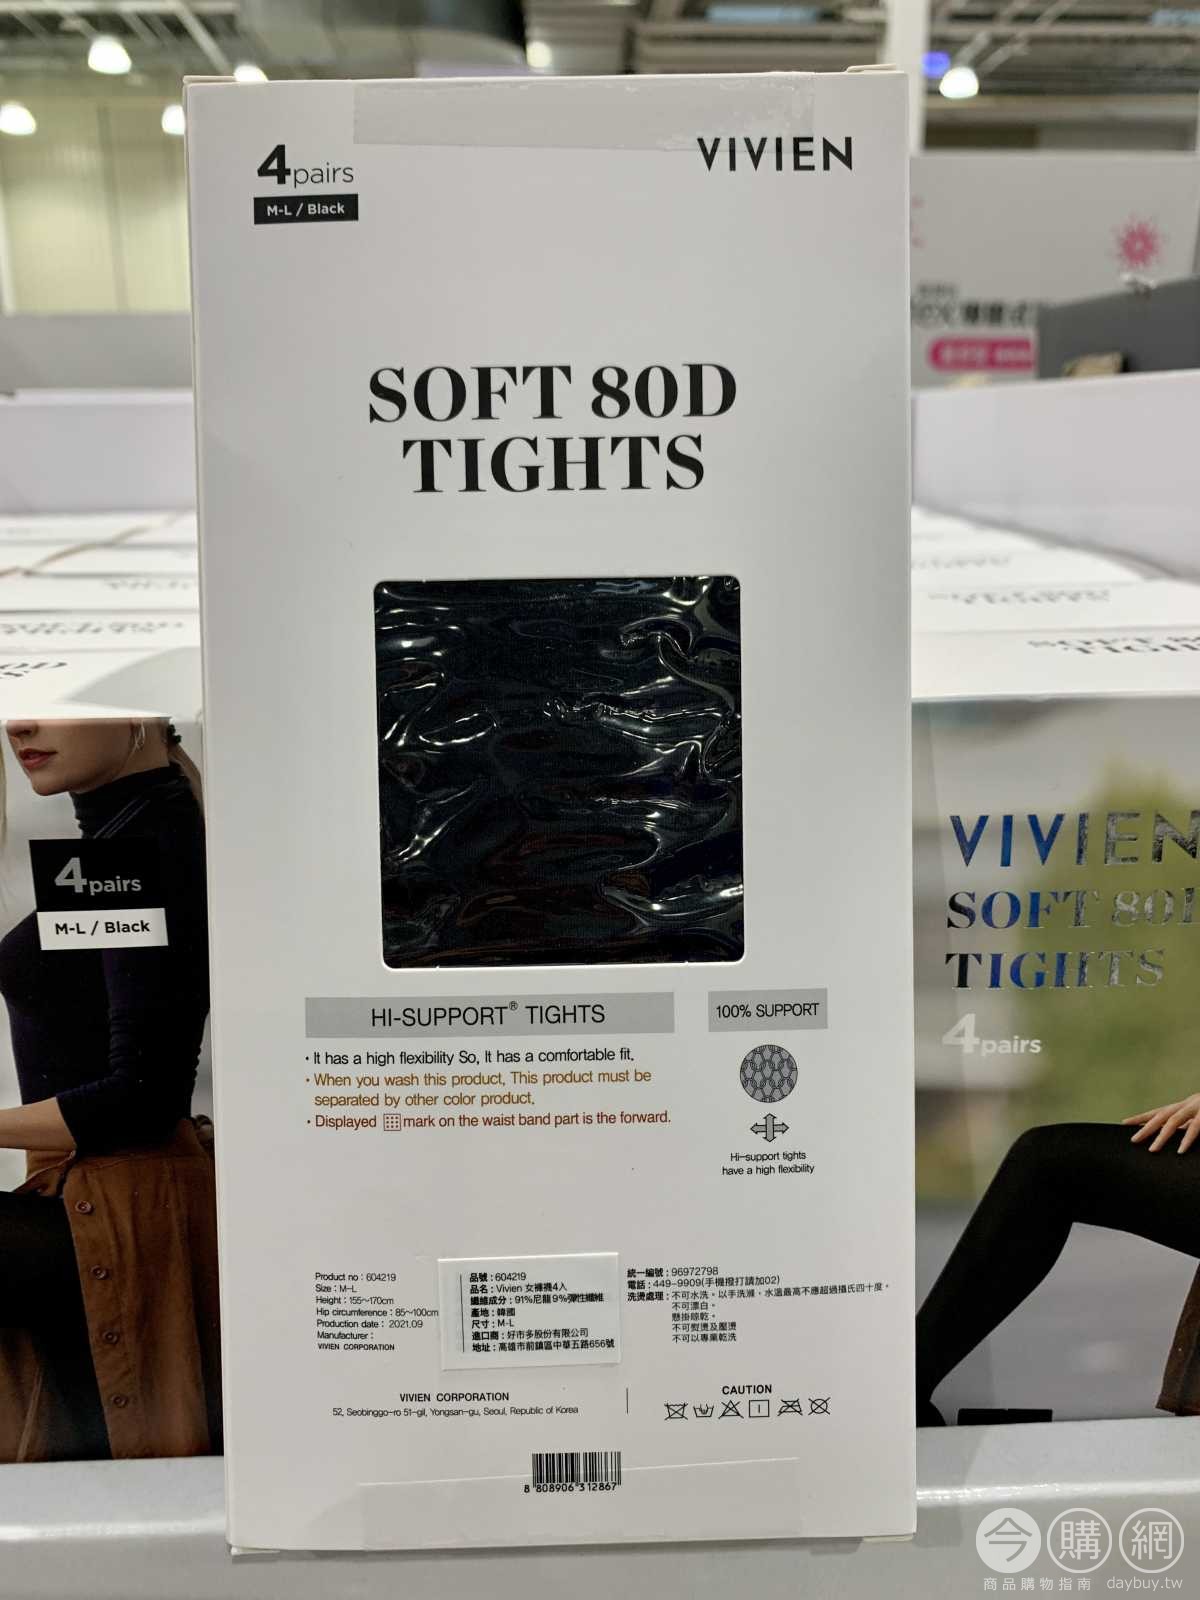 4pairs
M-L / Black
VIVIEN
SOFT 80D
TIGHTS
HI-SUPPORT® TIGHTS
100% SUPPORT
• It has a high flexibility So, It has a comfortable fit.
• When you wash this product, This product must be
separated by other color product.
• Displayed mark on the waist band part is the forward.
Hi-support tights
have a high flexibility
Product no : 604219
Size : M-L
Height : 155~170cm
Hip circumference : 85~100cm
Production date : 2021.09
Manufacturer :
VIVIEN CORPORATION
品號 : 604219
品名 : Vivien 女褲襪4入
纖維成分 : 91%尼龍 9%彈性纖維
產地 : 韓國
尺寸 : M-L
進口商 : 好市多股份有限公司
地址 : 高雄市前鎮區中華五路656號
統一編號 : 96972798
電話 : 449-9909(手機撥打請加02)
洗燙處理 : 不可水洗。以手洗滌，水溫最高不應超過攝氏四十度。
不可漂白。
懸掛晾乾。
不可熨燙及壓燙
不可以專業乾洗
VIVIEN CORPORATION
52, Seobinggo-ro 51-gil, Yongsan-gu, Seoul, Republic of Korea
CAUTION
8 808906 312867
4pairs
M-L / Black
SOFT 80D
TIGHTS
VIVIEN
SOFT 80D
TIGHTS
4pairs
今購網
商品購物指南 daybuy.tw